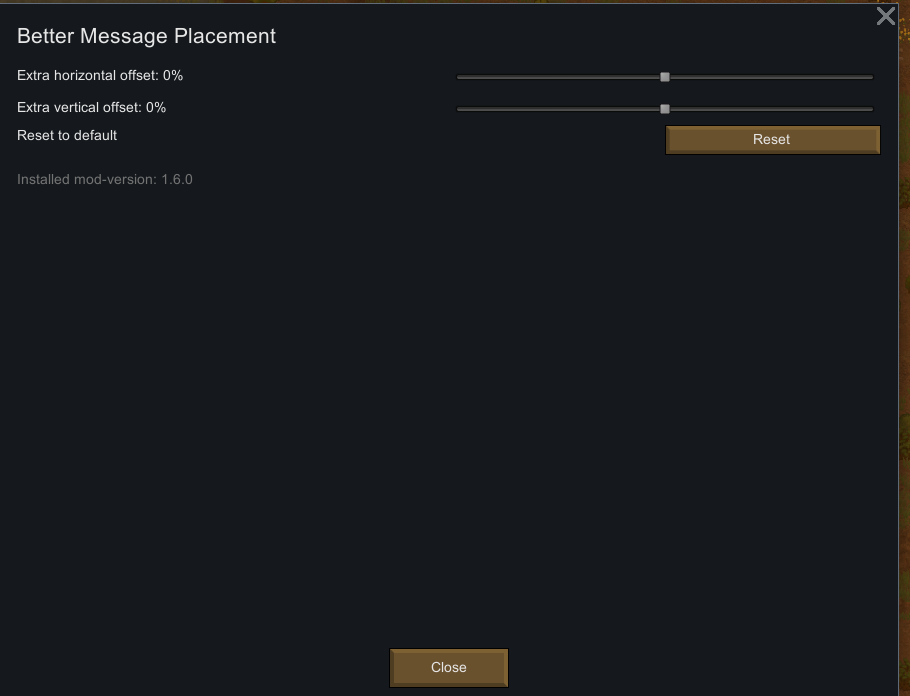 Better Message Placement
Extra horizontal offset: 0%
Extra vertical offset: 0%
Reset to default
Reset
Installed mod-version: 1.6.0
Close